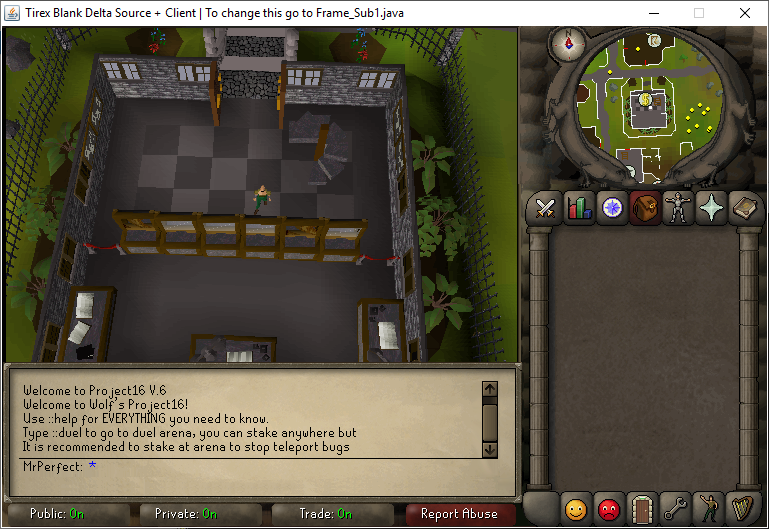 Tirex Blank Delta Source + Client | To change this go to Frame_Sub1.java
Welcome to Project16 V.6
Welcome to Wolf's Project16!
Use ::help for EVERYTHING you need to know.
Type ::duel to go to duel arena, you can stake anywhere but
It is recommended to stake at arena to stop teleport bugs
MrPerfect: *
Public: On Private: On Trade: On Report Abuse